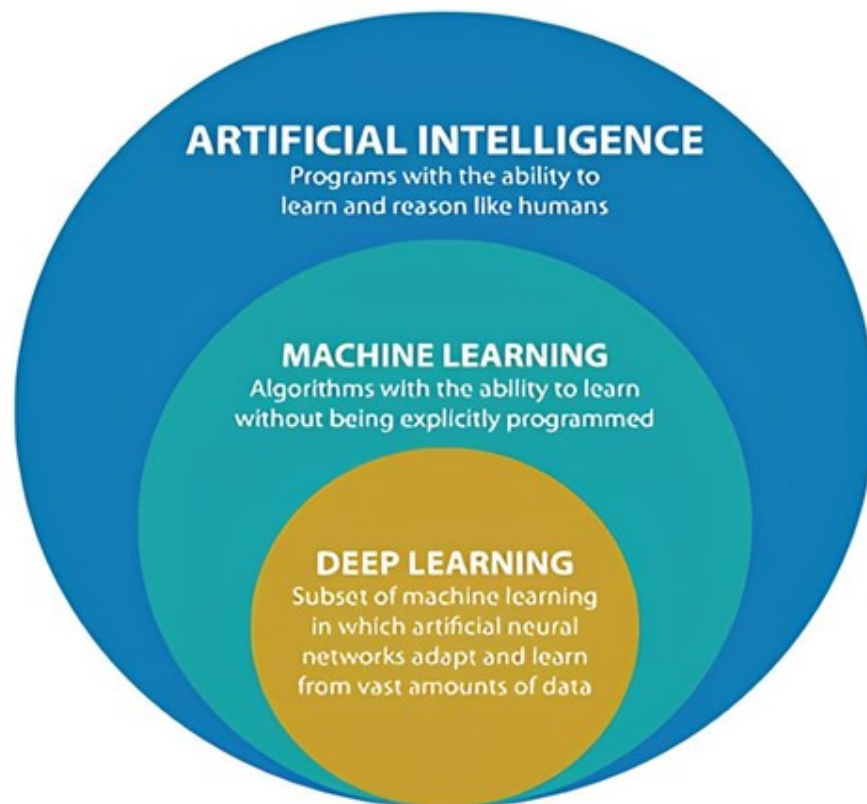 ARTIFICIAL INTELLIGENCE
Programs with the ability to
learn and reason like humans
MACHINE LEARNING
Algorithms with the ability to learn
without being explicitly programmed
DEEP LEARNING
Subset of machine learning
in which artificial neural
networks adapt and learn
from vast amounts of data